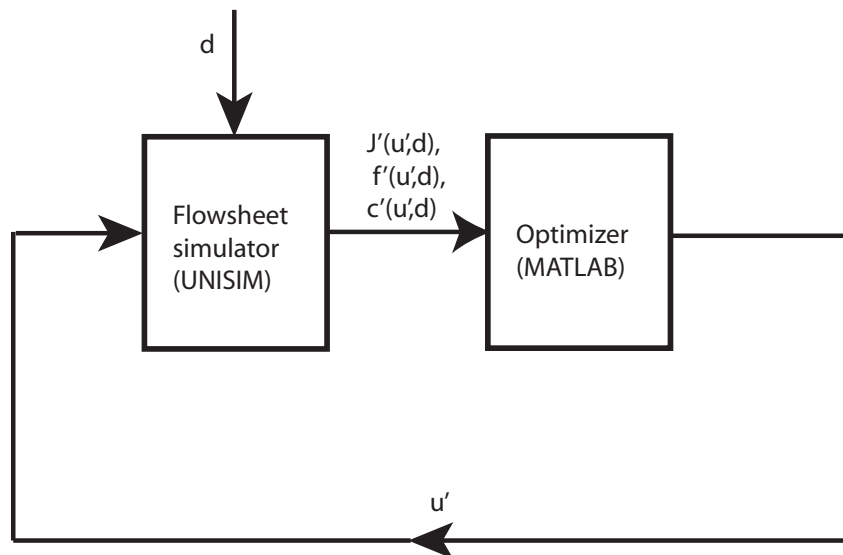 d
J'(u',d),
f'(u',d),
c'(u',d)
Flowsheet
simulator
(UNISIM)
Optimizer
(MATLAB)
u'